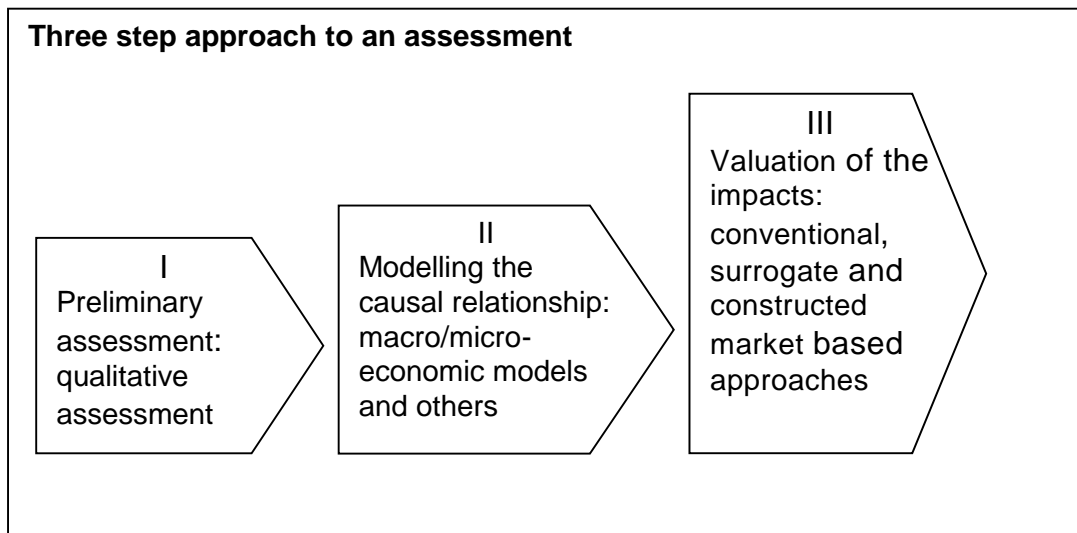 Three step approach to an assessment
I
Preliminary
assessment:
qualitative
assessment
II
Modelling the
causal relationship:
macro/micro-
economic models
and others
III
Valuation of the
impacts:
conventional,
surrogate and
constructed
market based
approaches